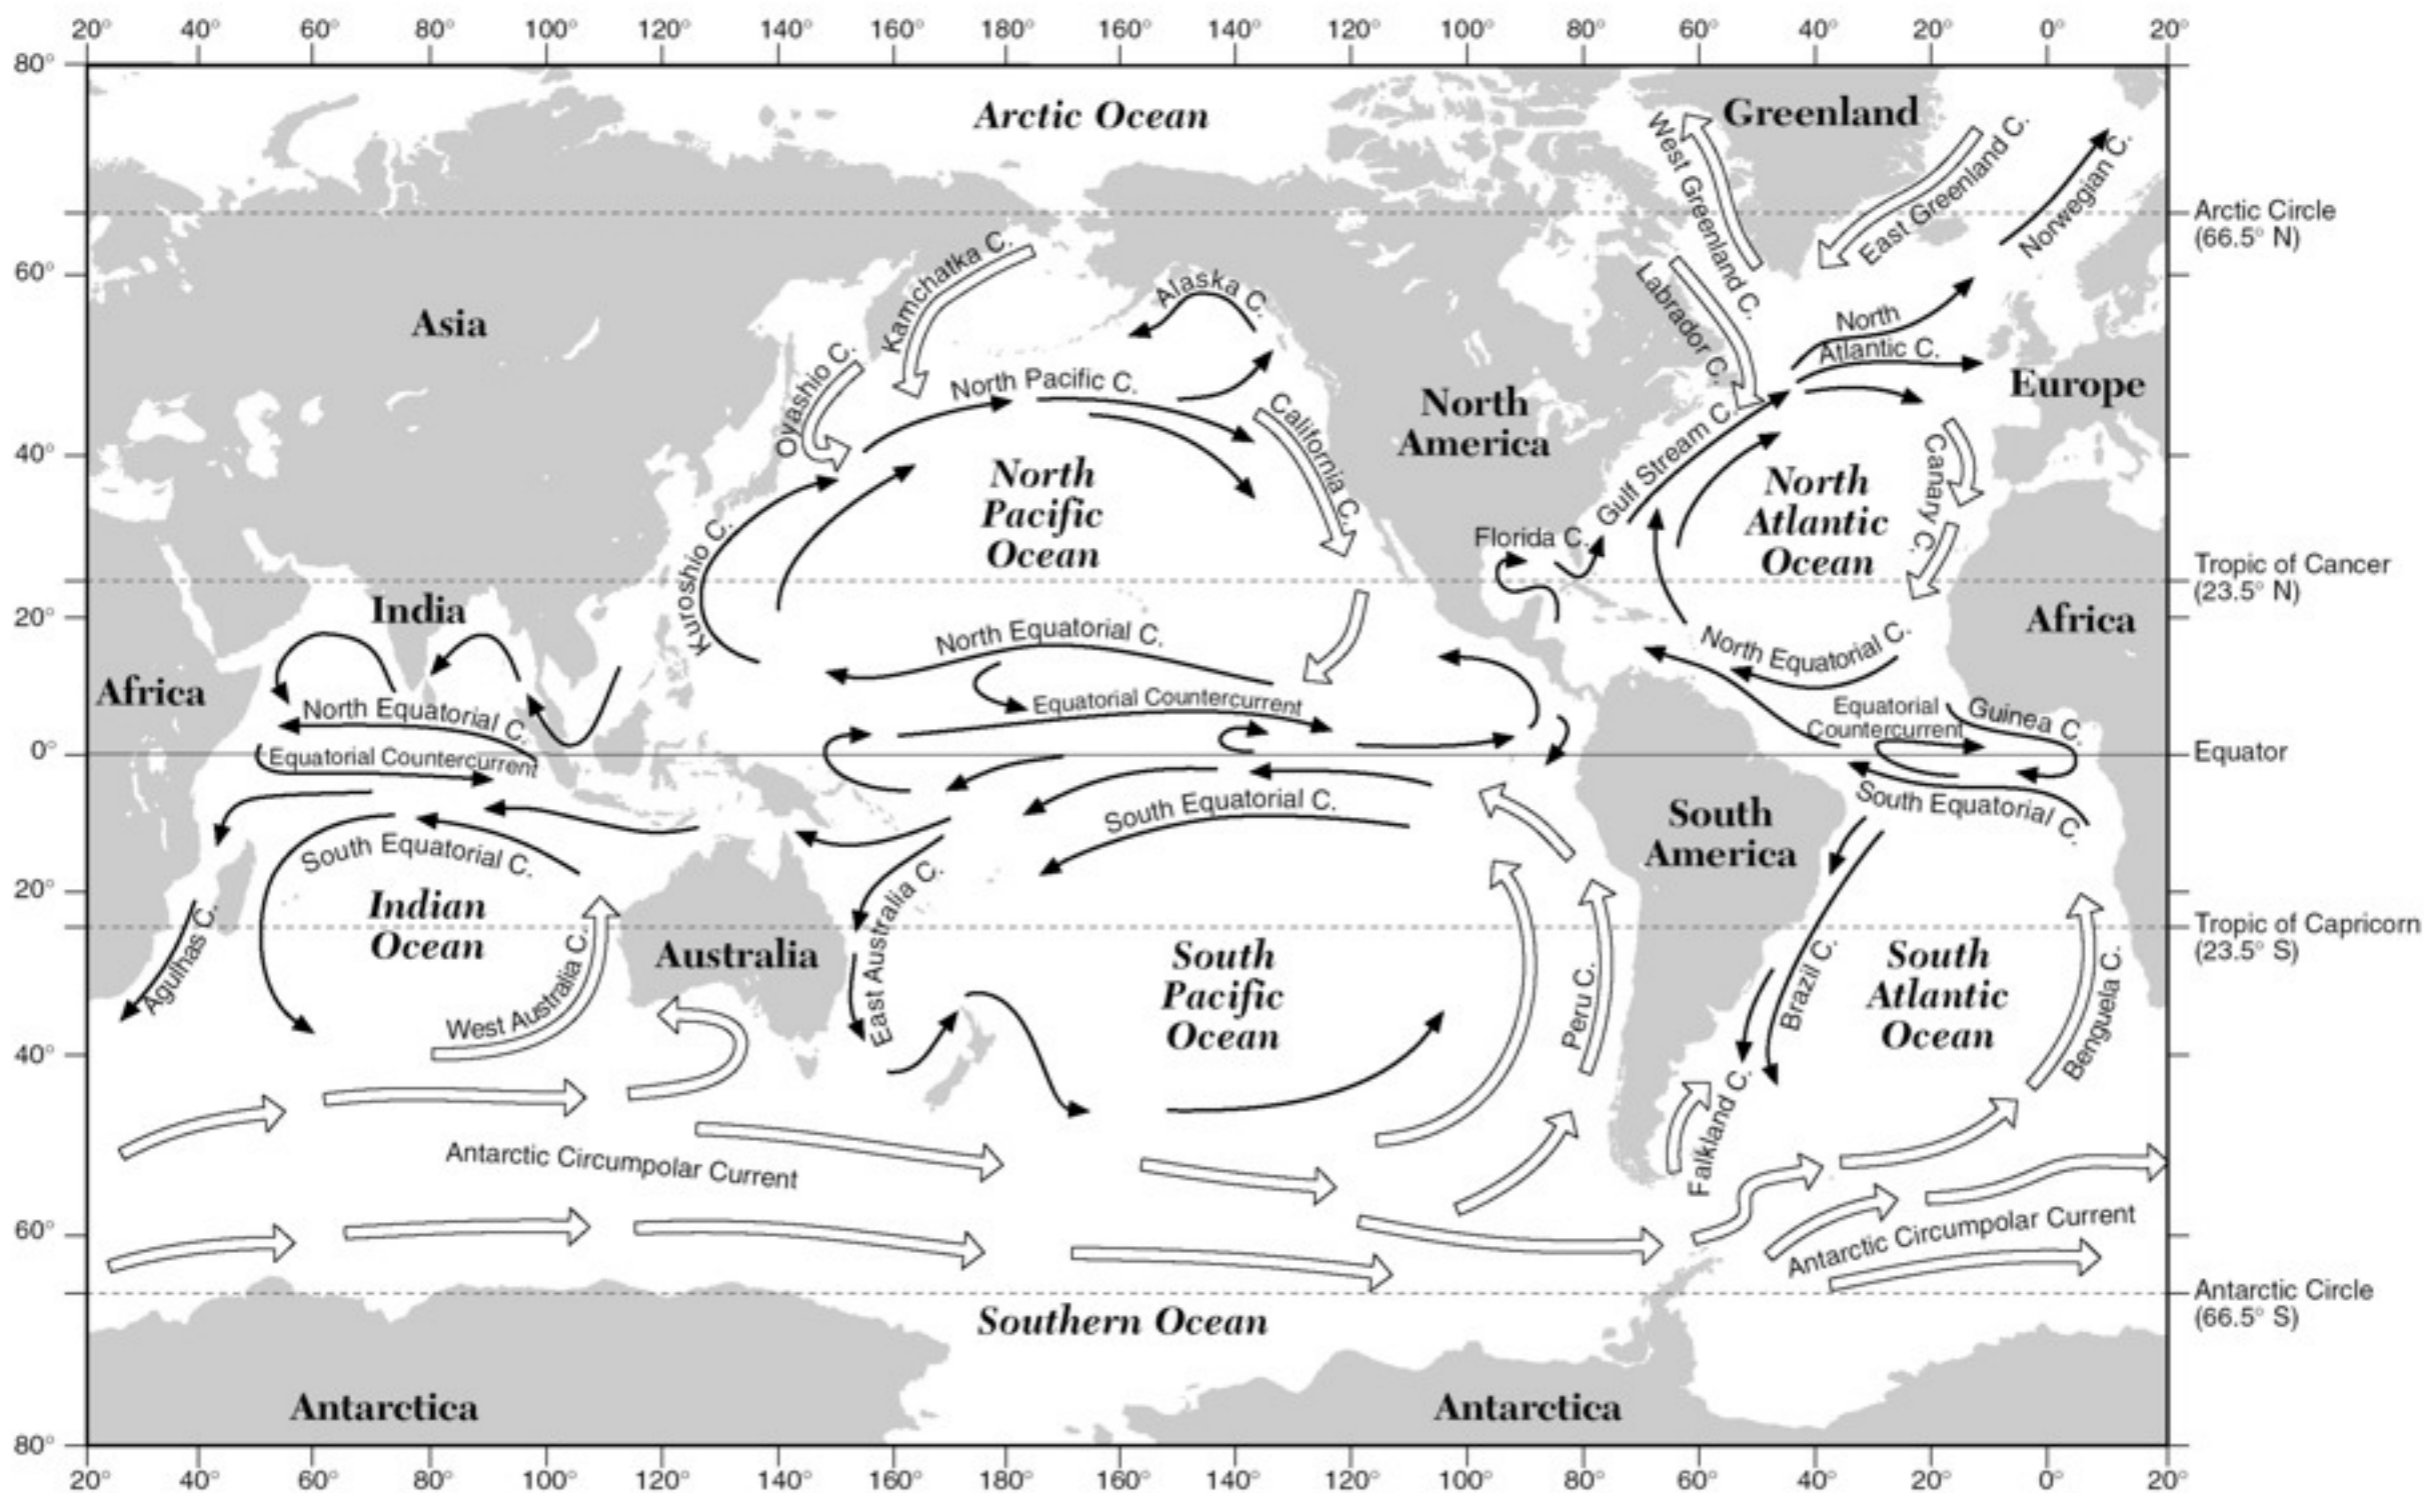 20° 40° 60° 80° 100° 120° 140° 160° 180° 160° 140° 120° 100° 80° 60° 40° 20° 0° 20°
80°
60°
40°
20°
0°
20°
40°
60°
80°
Arctic Ocean
Greenland
West Greenland C.
East Greenland C.
Norwegian C.
Arctic Circle
(66.5° N)
Kamchatka C.
Alaska C.
Labrador C.
North
Atlantic C.
Asia
Oyashio C.
North Pacific C.
California C.
North
America
Europe
Gulf Stream C.
Canary C.
Canary C.
North
Pacific
Ocean
North
Atlantic
Ocean
Florida C.
Kuroshio C.
Tropic of Cancer
(23.5° N)
India
Africa
North Equatorial C.
North Equatorial C.
Africa
North Equatorial C.
Equatorial Countercurrent
Equatorial
Countercurrent
Guinea C.
Equatorial Countercurrent
Equator
South Equatorial C.
South Equatorial C.
South
America
South Equatorial C.
East Australia C.
Indian
Ocean
Agulhas C.
West Australia C.
Australia
South
Pacific
Ocean
Peru C.
Brazil C.
South
Atlantic
Ocean
Benguela C.
Tropic of Capricorn
(23.5° S)
Falkland C.
Antarctic Circumpolar Current
Antarctic Circumpolar Current
Southern Ocean
Antarctic Circle
(66.5° S)
Antarctica
Antarctica
20° 40° 60° 80° 100° 120° 140° 160° 180° 160° 140° 120° 100° 80° 60° 40° 20° 0° 20°